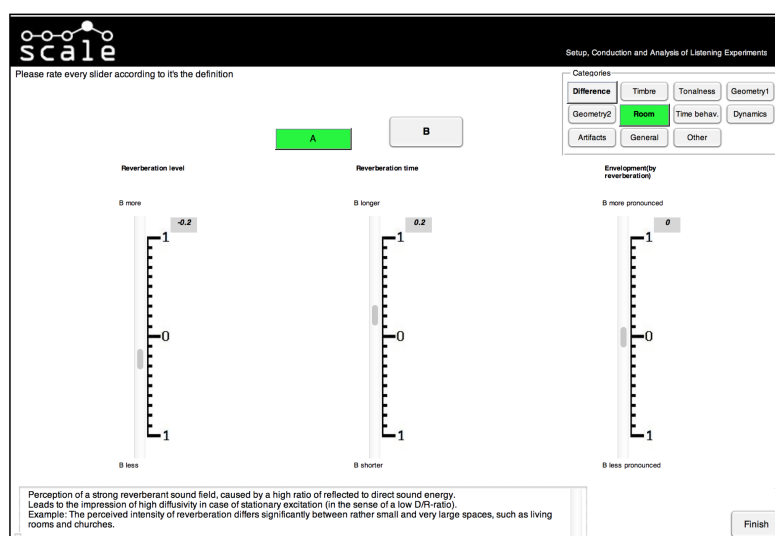 scale
Setup, Conduction and Analysis of Listening Experiments
Please rate every slider according to it's the definition
Categories
Difference Timbre Tonalness Geometry1
Geometry2 Room Time behav. Dynamics
Artifacts General Other
A B
Reverberation level Reverberation time Envelopment(by
reverberation)
B more B longer B more pronounced
-0.2 0.2 0
1 1 1
0 0 0
1 1 1
B less B shorter B less pronounced
Perception of a strong reverberant sound field, caused by a high ratio of reflected to direct sound energy.
Leads to the impression of high diffusivity in case of stationary excitation (in the sense of a low D/R-ratio).
Example: The perceived intensity of reverberation differs significantly between rather small and very large spaces, such as living
rooms and churches.
Finish